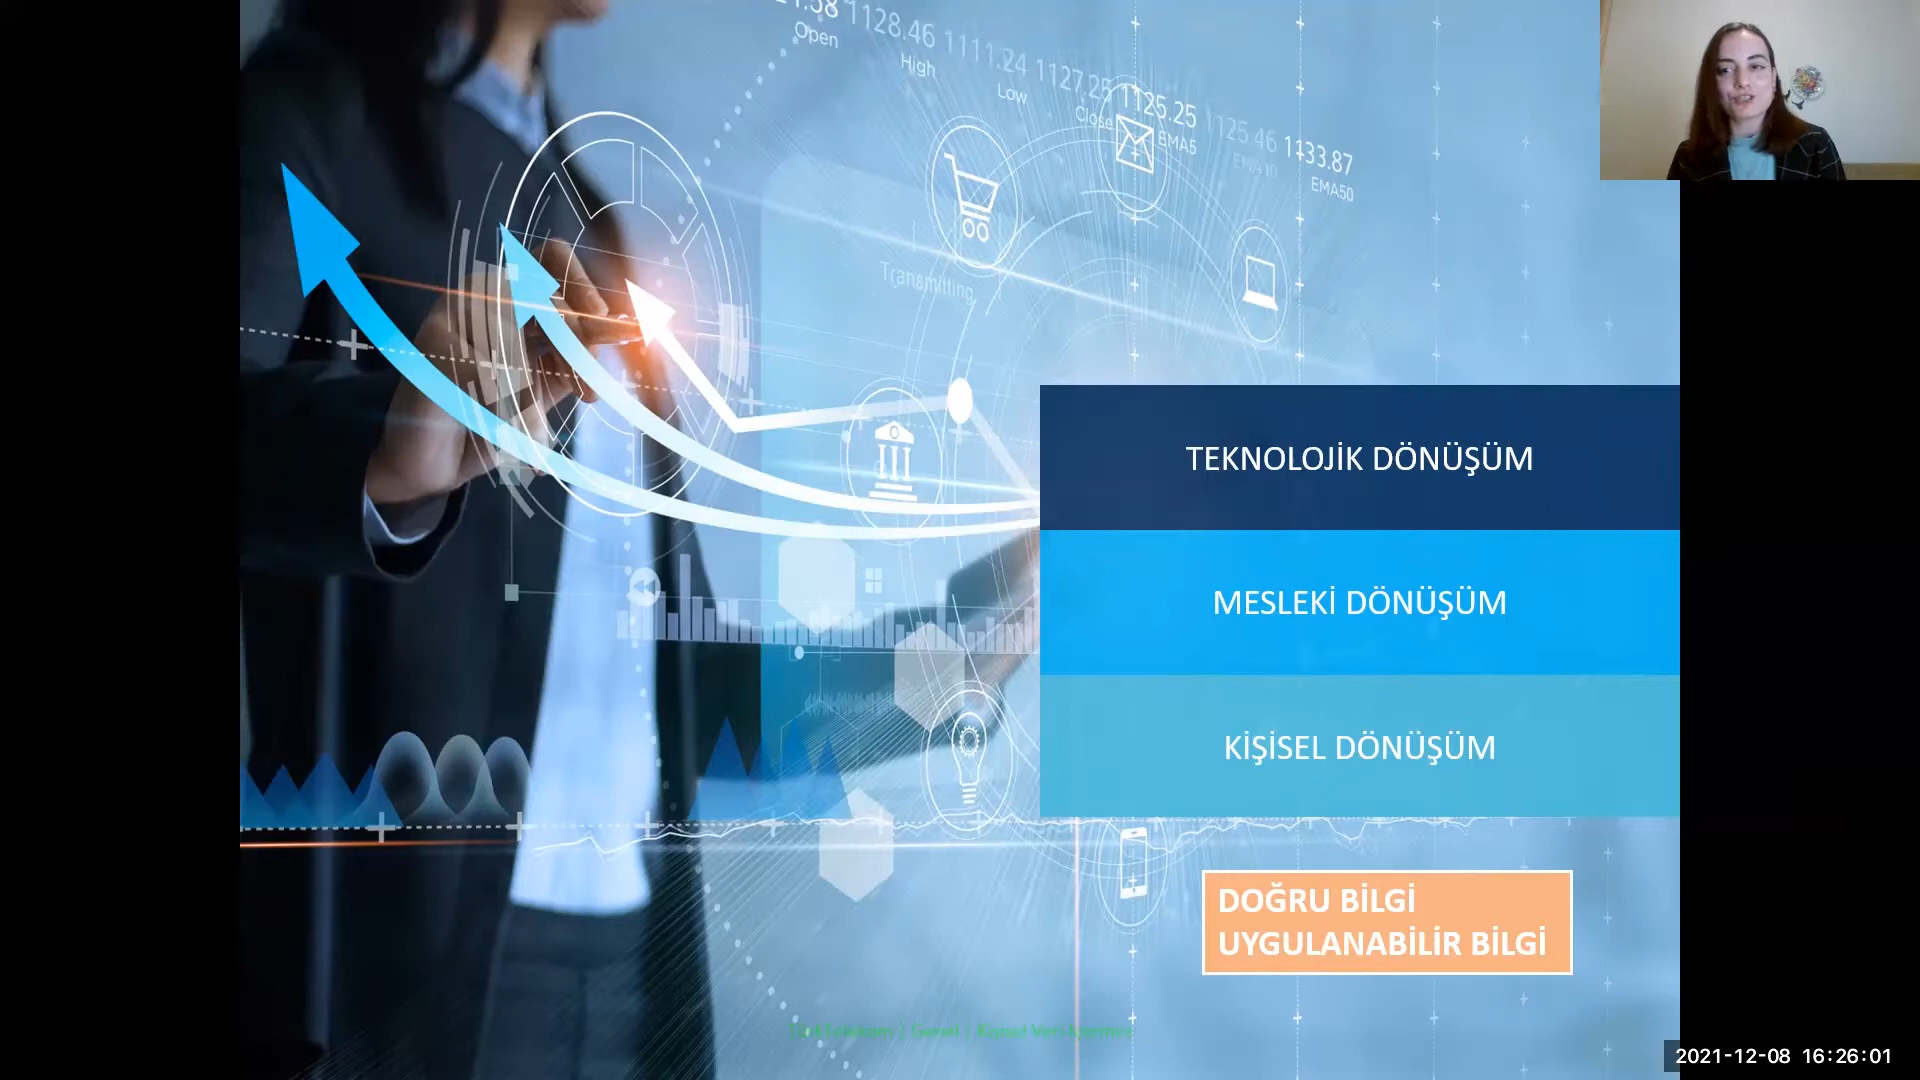 1128.46
Open
High
1111.24
Low
1127.25
Close
1125.25
EMA5
1125.46
1133.87
EMA50
Transmitting
TEKNOLOJİK DÖNÜŞÜM
MESLEKİ DÖNÜŞÜM
KİŞİSEL DÖNÜŞÜM
DOĞRU BİLGİ
UYGULANABİLİR BİLGİ
2021-12-08 16:26:01